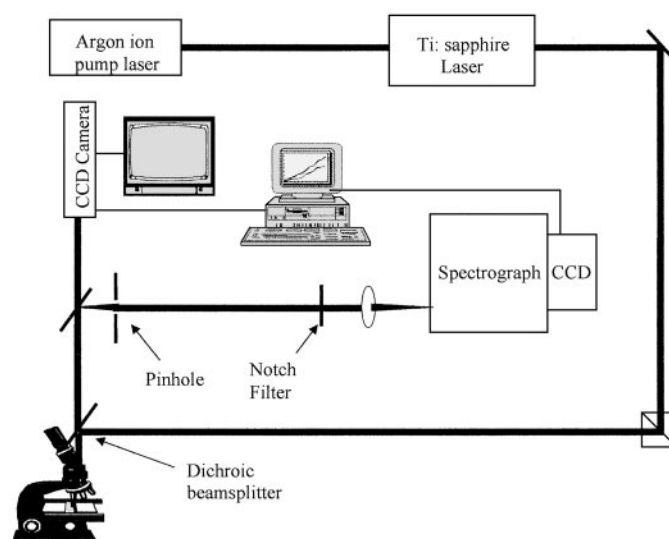 Argon ion
pump laser
Ti: sapphire
Laser
CCD Camera
Spectrograph
CCD
Pinhole
Notch
Filter
Dichroic
beamsplitter